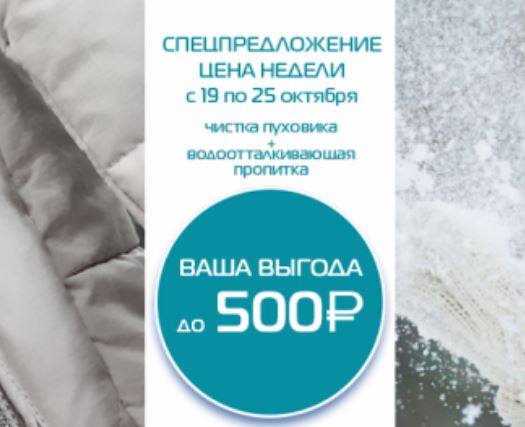 СПЕЦПРЕДЛОЖЕНИЕ
ЦЕНА НЕДЕЛИ
с 19 по 25 октября
чистка пуховика
+
водоотталкивающая
пропитка
ВАША ВЫГОДА
до 500₽